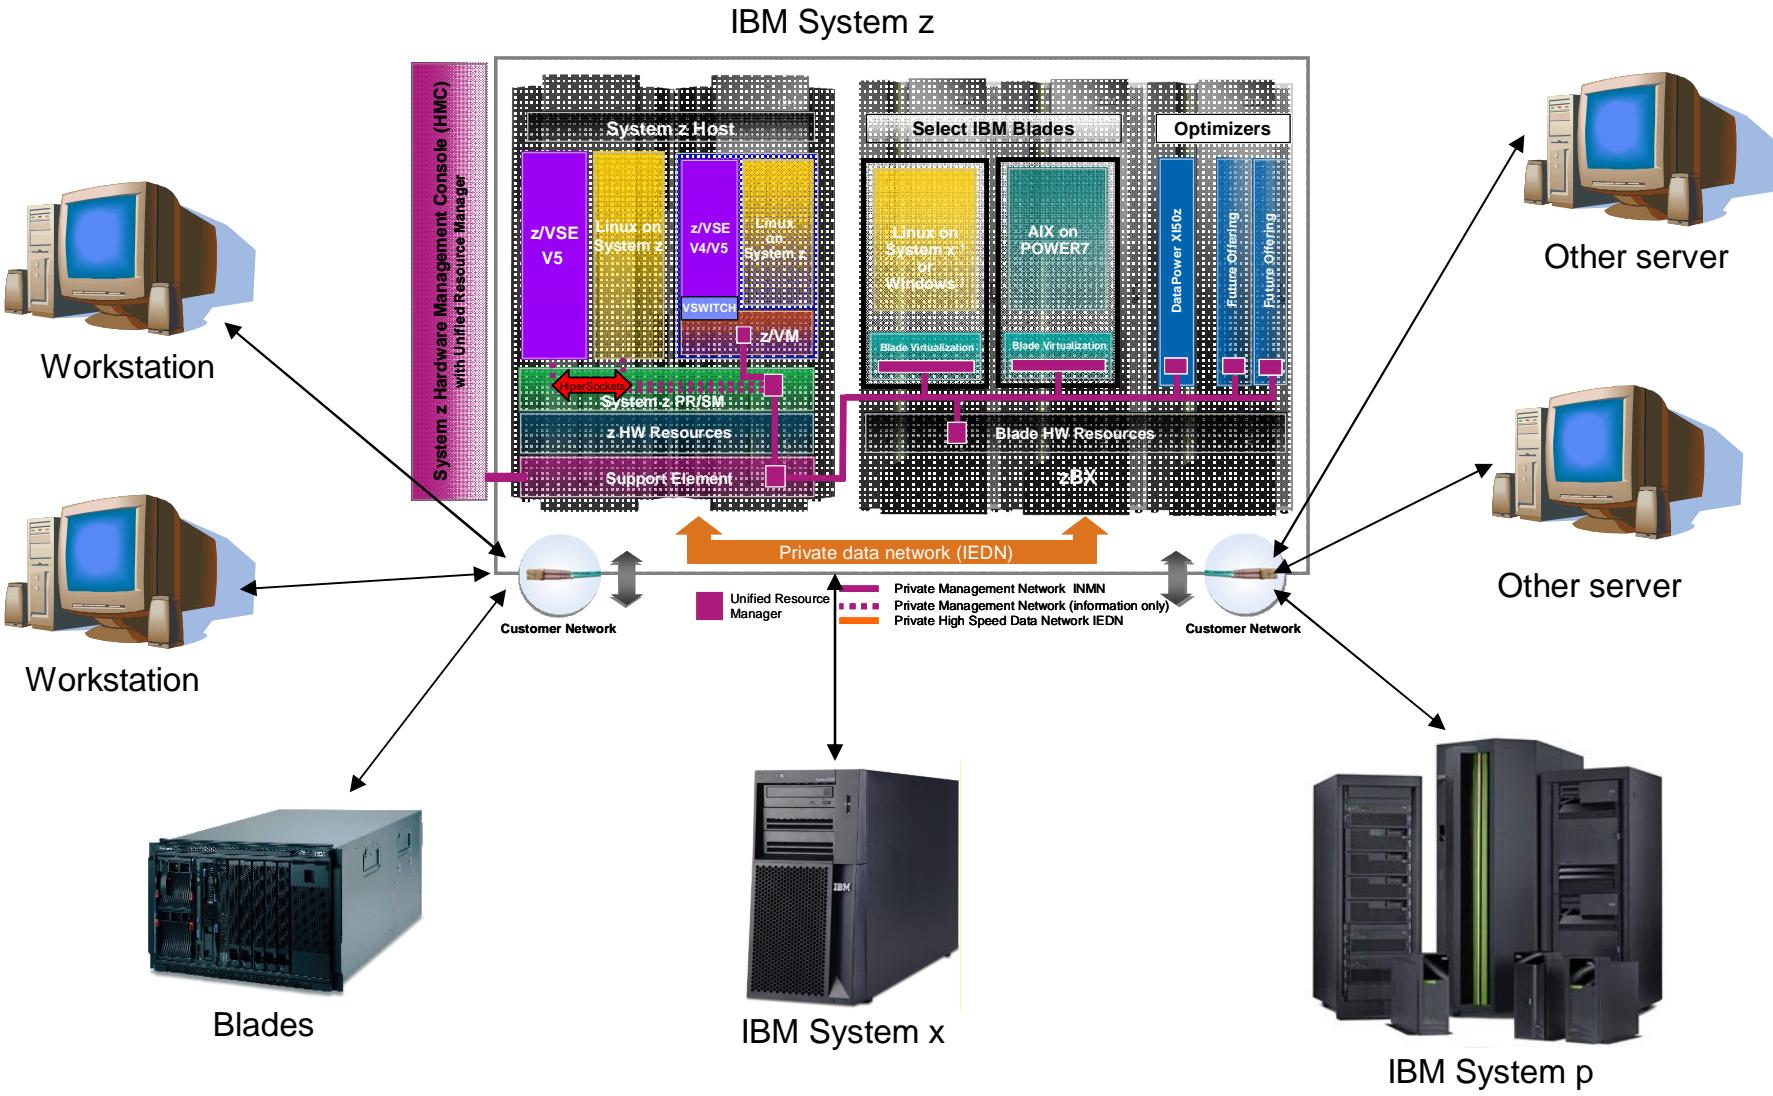 IBM System z
System z Hardware Management Console (HMC)
with Unified Resource Manager
System z Host
Select IBM Blades
Optimizers
z/VSE
V5
Linux on
System z
z/VSE
V4/V5
Linux
on
System z
VSWITCH
z/VM
Linux on
System x 1
or
Windows 1
AIX on
POWER7
Blade Virtualization
Blade Virtualization
DataPower XI50z
Future Offering
Future Offering
HiperSockets
System z PR/SM
z HW Resources
Support Element
Blade HW Resources
zBX
Private data network (IEDN)
Customer Network
Customer Network
Unified Resource
Manager
Private Management Network INMN
Private Management Network (information only)
Private High Speed Data Network IEDN
Workstation
Workstation
Other server
Other server
Blades
IBM
IBM System x
IBM System p